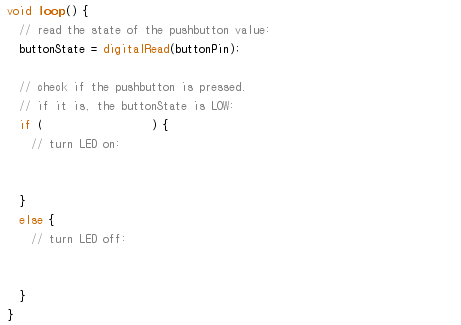 void loop() {
  // read the state of the pushbutton value:
  buttonState = digitalRead(buttonPin);
  // check if the pushbutton is pressed.
  // if it is, the buttonState is LOW:
  if (                    ) {
    // turn LED on:
  }
  else {
    // turn LED off:
  }
}